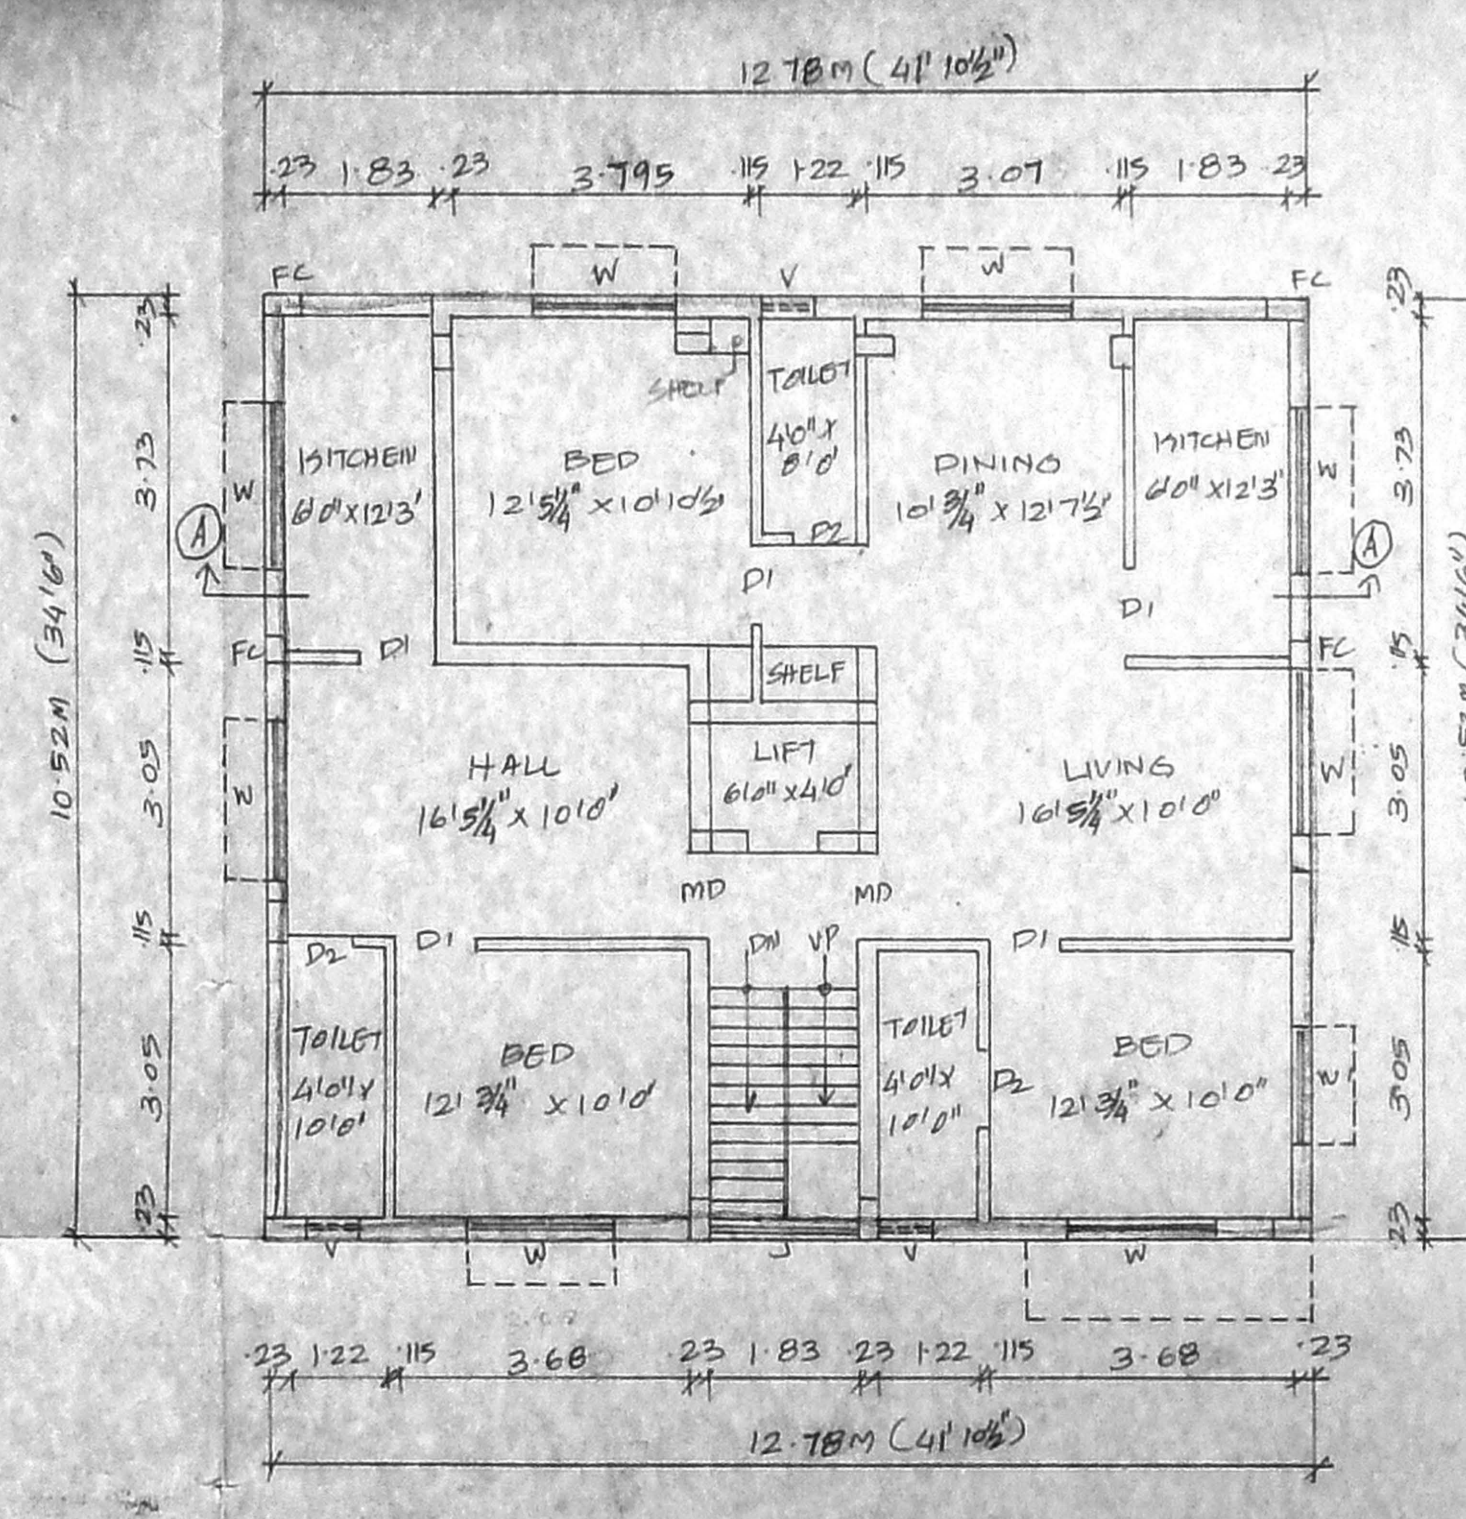 12.78M (41'10½")
.23 1.83 .23 3.795 .115 1.22 .115 3.07 .115 1.83 .23
FC W V W FC
SHELF
TOILET
4'0" X
8'0"
KITCHEN
6'0" X 12'3"
BED
12'5¼" X 10'10½"
DINING
10'¾" X 12'7½"
KITCHEN
6'0" X 12'3"
W
W
A
A
D2
D1
D1
FC
D1
SHELF
FC
HALL
16'5¼" X 10'0"
LIFT
6'0" X 4'0"
LIVING
16'5¼" X 10'0"
W
W
MD
MD
D2
D1
DN
UP
D1
TOILET
4'0" X
10'0"
BED
12'¾" X 10'0"
TOILET
4'0" X
10'0"
D2
BED
12'¾" X 10'0"
W
V W J V W
.23 1.22 .115 3.68 .23 1.83 .23 1.22 .115 3.68 .23
12.78M (41'10½")
10.52M (34'6")
.23 3.73 .115 3.05 .115 3.05 .23
.23 3.73 .115 3.05 .115 3.05 .23